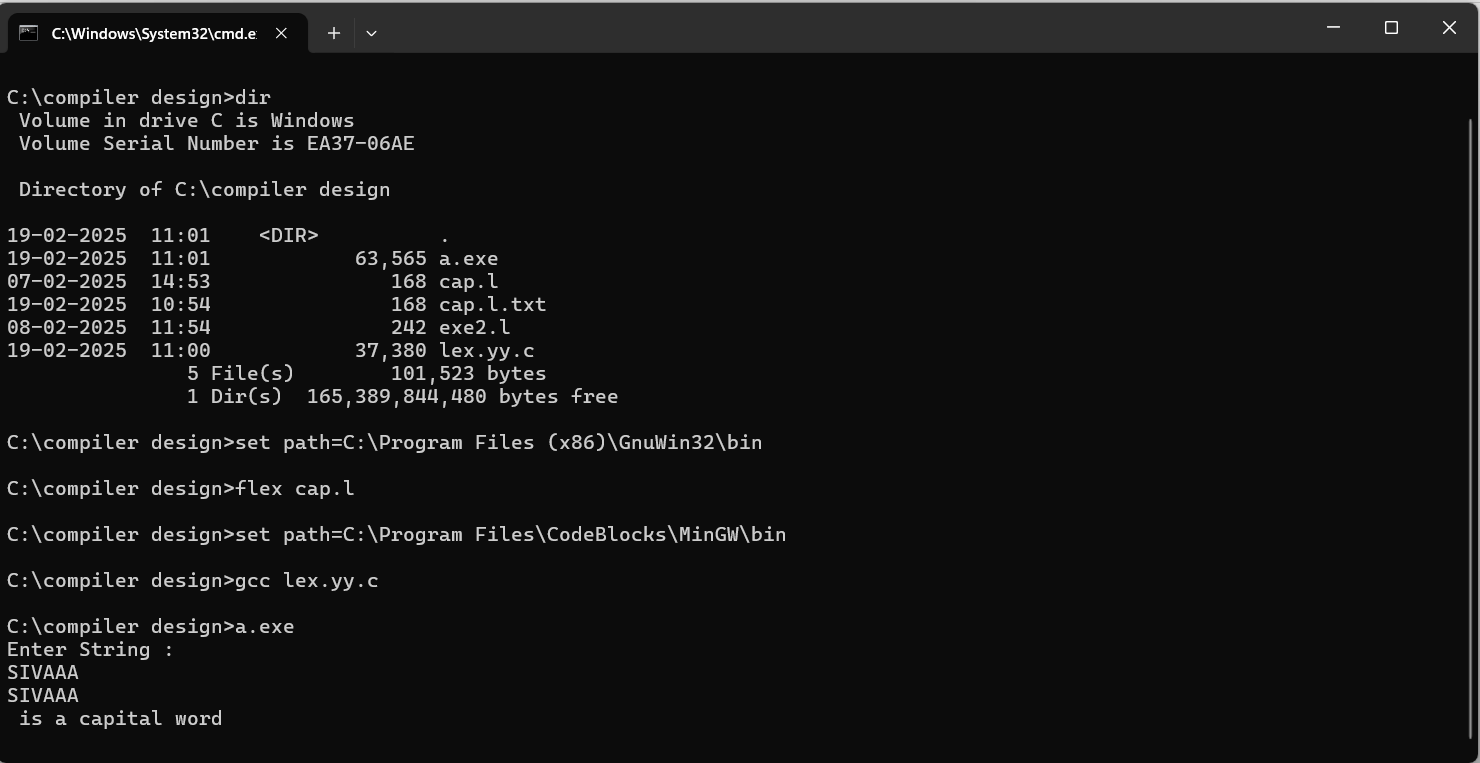 C:\Windows\System32\cmd.e
C:\compiler design>dir
 Volume in drive C is Windows
 Volume Serial Number is EA37-06AE
 Directory of C:\compiler design
19-02-2025  11:01    <DIR>          .
19-02-2025  11:01            63,565 a.exe
07-02-2025  14:53               168 cap.l
19-02-2025  10:54               168 cap.l.txt
08-02-2025  11:54               242 exe2.l
19-02-2025  11:00            37,380 lex.yy.c
               5 File(s)        101,523 bytes
               1 Dir(s)  165,389,844,480 bytes free
C:\compiler design>set path=C:\Program Files (x86)\GnuWin32\bin
C:\compiler design>flex cap.l
C:\compiler design>set path=C:\Program Files\CodeBlocks\MinGW\bin
C:\compiler design>gcc lex.yy.c
C:\compiler design>a.exe
Enter String :
SIVAAA
SIVAAA
 is a capital word